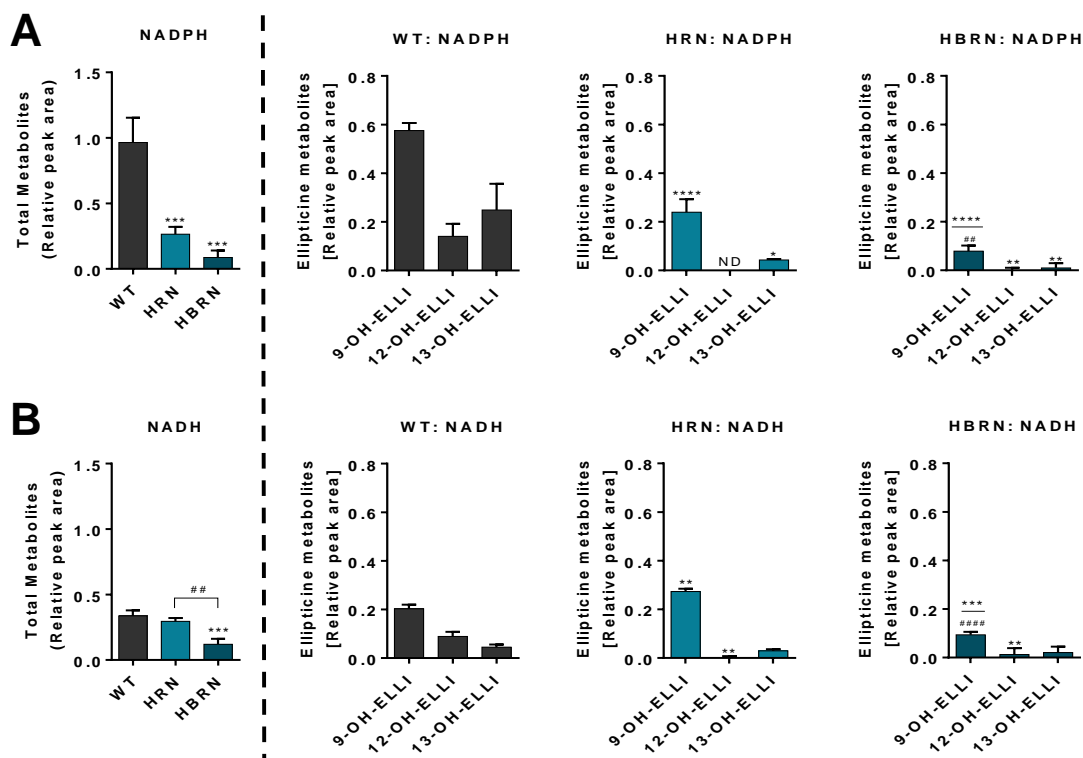 A
NADPH
Total Metabolites
(Relative peak area)
1.5
1.0
0.5
0.0
***
***
WT
HRN
HBRN
WT: NADPH
Ellipticine metabolites
[Relative peak area]
0.8
0.6
0.4
0.2
0.0
9-OH-ELLI
12-OH-ELLI
13-OH-ELLI
HRN: NADPH
Ellipticine metabolites
[Relative peak area]
0.8
0.6
0.4
0.2
0.0
****
ND
*
9-OH-ELLI
12-OH-ELLI
13-OH-ELLI
HBRN: NADPH
Ellipticine metabolites
[Relative peak area]
0.8
0.6
0.4
0.2
0.0
****
##
**
**
9-OH-ELLI
12-OH-ELLI
13-OH-ELLI
B
NADH
Total Metabolites
(Relative peak area)
1.5
1.0
0.5
0.0
##
***
WT
HRN
HBRN
WT: NADH
Ellipticine metabolites
[Relative peak area]
0.8
0.6
0.4
0.2
0.0
9-OH-ELLI
12-OH-ELLI
13-OH-ELLI
HRN: NADH
Ellipticine metabolites
[Relative peak area]
0.8
0.6
0.4
0.2
0.0
**
**
9-OH-ELLI
12-OH-ELLI
13-OH-ELLI
HBRN: NADH
Ellipticine metabolites
[Relative peak area]
0.8
0.6
0.4
0.2
0.0
***
####
**
9-OH-ELLI
12-OH-ELLI
13-OH-ELLI